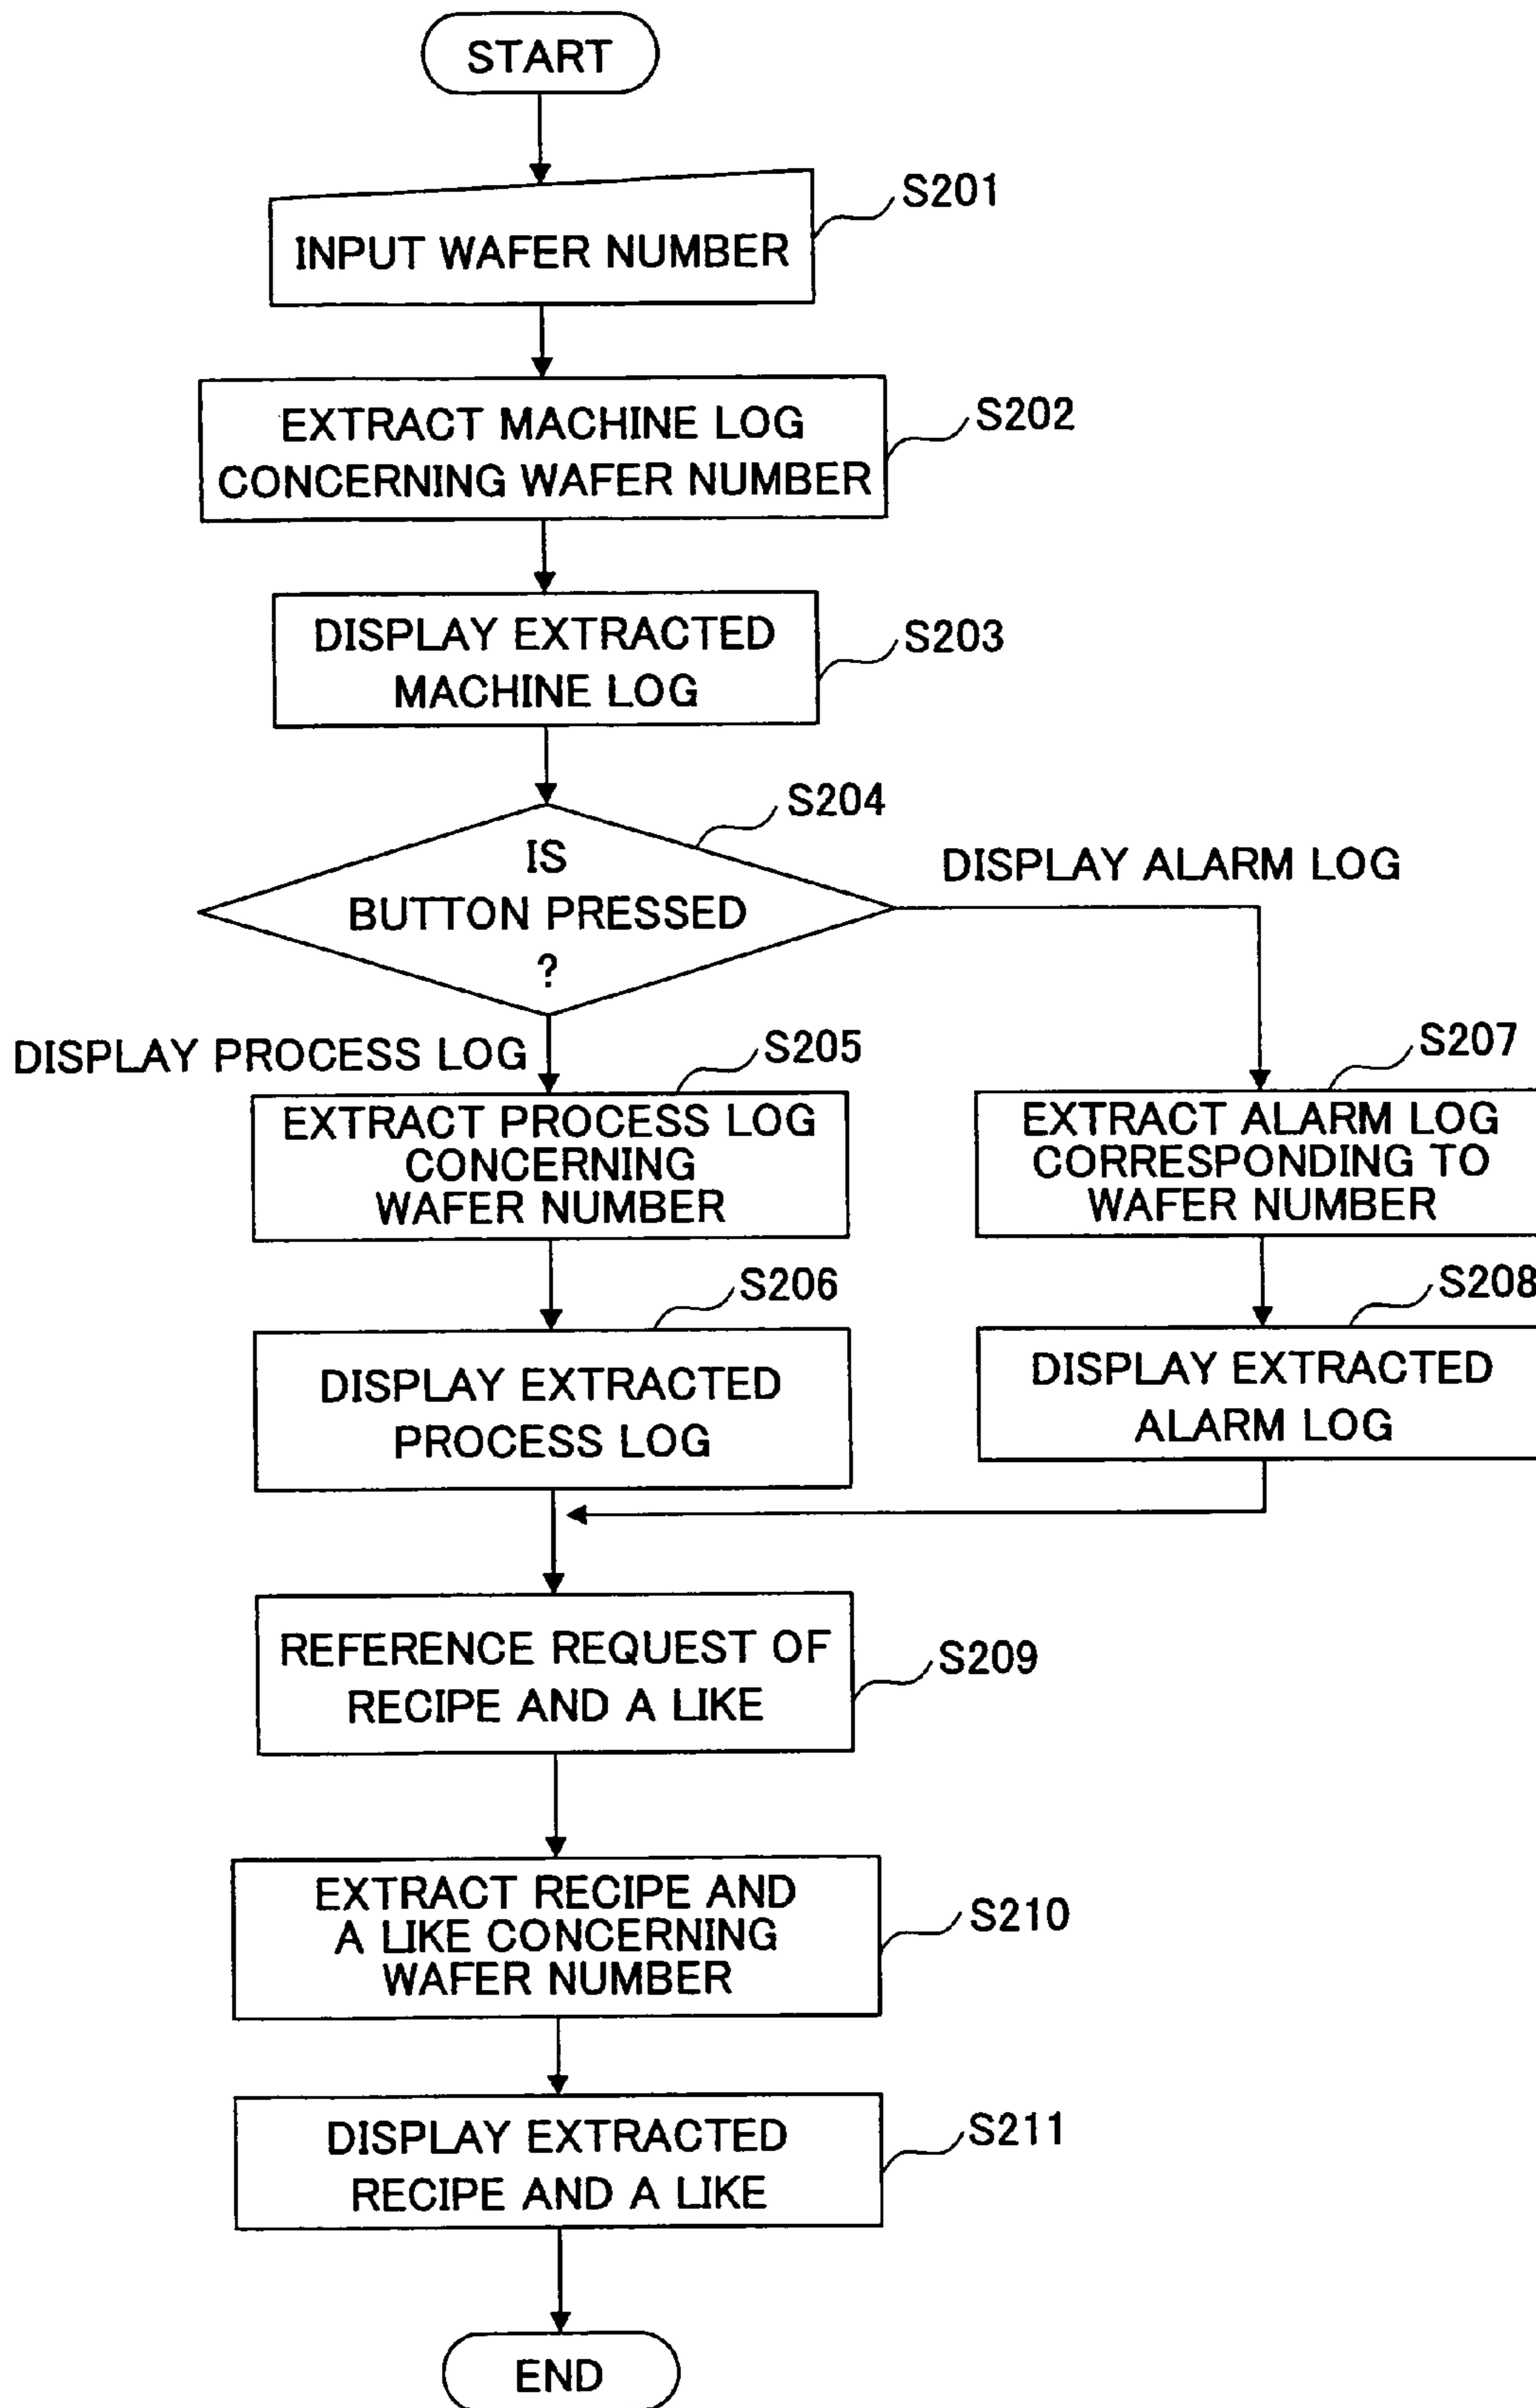 START
S201
INPUT WAFER NUMBER
S202
EXTRACT MACHINE LOG
CONCERNING WAFER NUMBER
S203
DISPLAY EXTRACTED
MACHINE LOG
S204
IS
BUTTON PRESSED
?
DISPLAY ALARM LOG
DISPLAY PROCESS LOG
S205
EXTRACT PROCESS LOG
CONCERNING
WAFER NUMBER
S207
EXTRACT ALARM LOG
CORRESPONDING TO
WAFER NUMBER
S206
DISPLAY EXTRACTED
PROCESS LOG
S208
DISPLAY EXTRACTED
ALARM LOG
S209
REFERENCE REQUEST OF
RECIPE AND A LIKE
S210
EXTRACT RECIPE AND
A LIKE CONCERNING
WAFER NUMBER
S211
DISPLAY EXTRACTED
RECIPE AND A LIKE
END